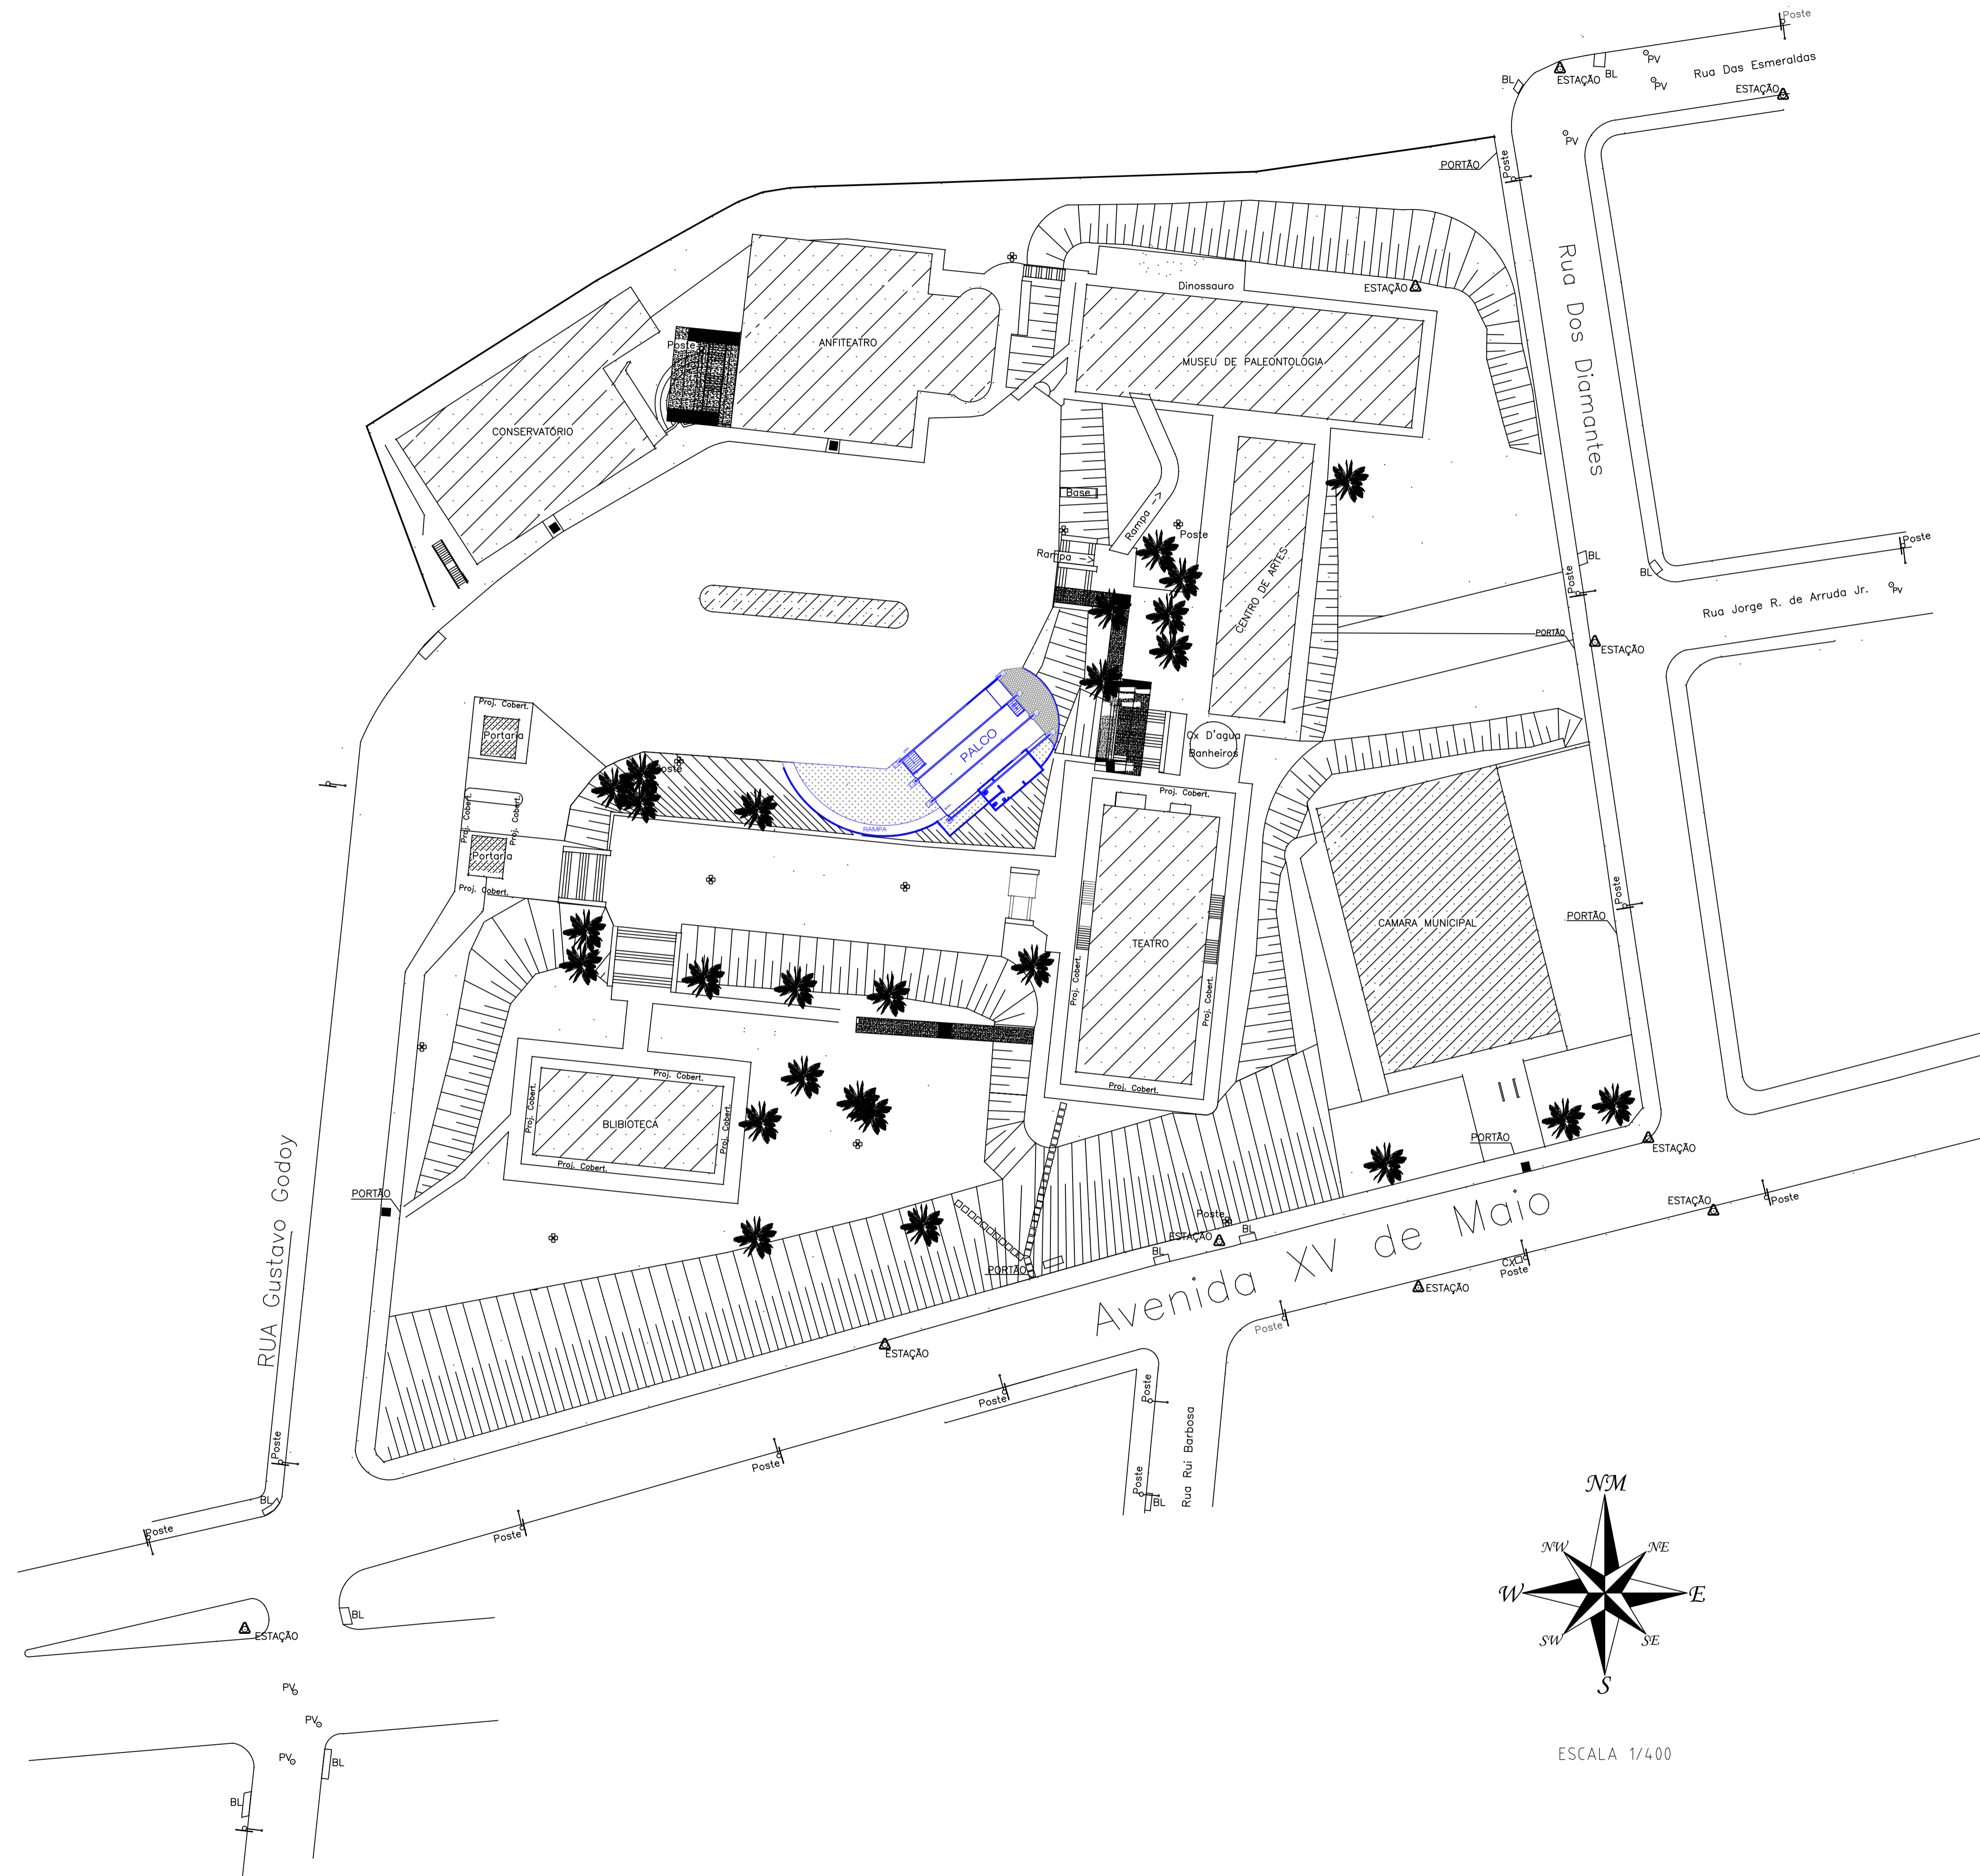 Poste
Rua Das Esmeraldas
PV
PV
BL
ESTAÇÃO
BL
ESTAÇÃO
PV
PORTÃO
Poste
Rua Dos Diamantes
Dinossauro
ESTAÇÃO
Poste
ANFITEATRO
MUSEU DE PALEONTOLOGIA
CONSERVATÓRIO
Base
Rampa ->
Poste
Rampa ->
CENTRO DE ARTES
BL
Poste
BL
Poste
PV
Rua Jorge R. de Arruda Jr.
PORTÃO
ESTAÇÃO
Proj. Cobert.
Portaria
PALCO
Cx D'agua
Banheiros
Poste
Proj. Cobert.
Proj. Cobert.
Proj. Cobert.
RAMPA
Portaria
Proj. Cobert.
Poste
PORTÃO
CAMARA MUNICIPAL
TEATRO
Proj. Cobert.
Proj. Cobert.
Proj. Cobert.
Proj. Cobert.
Proj. Cobert.
Proj. Cobert.
BLIBIOTECA
Proj. Cobert.
PORTÃO
ESTAÇÃO
RUA Gustavo Godoy
PORTÃO
Poste
ESTAÇÃO
BL
BL
PORTÃO
Avenida XV de Maio
ESTAÇÃO
Poste
CX
Poste
ESTAÇÃO
Poste
ESTAÇÃO
Poste
Poste
Rua Rui Barbosa
Poste
BL
Poste
BL
Poste
Poste
Poste
BL
ESTAÇÃO
PV
PV
PV
BL
BL
NM
NW
NE
W
E
SW
SE
S
ESCALA 1/400